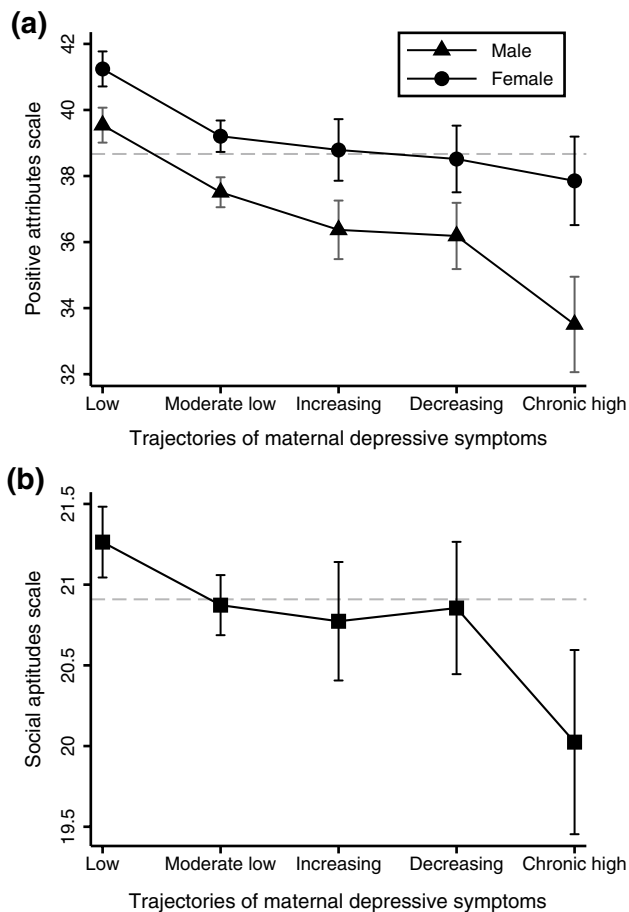 (a)
Male
Female
Positive attributes scale
42
40
38
36
34
32
Low Moderate low Increasing Decreasing Chronic high
Trajectories of maternal depressive symptoms
(b)
Social aptitudes scale
21.5
21
20.5
20
19.5
Low Moderate low Increasing Decreasing Chronic high
Trajectories of maternal depressive symptoms